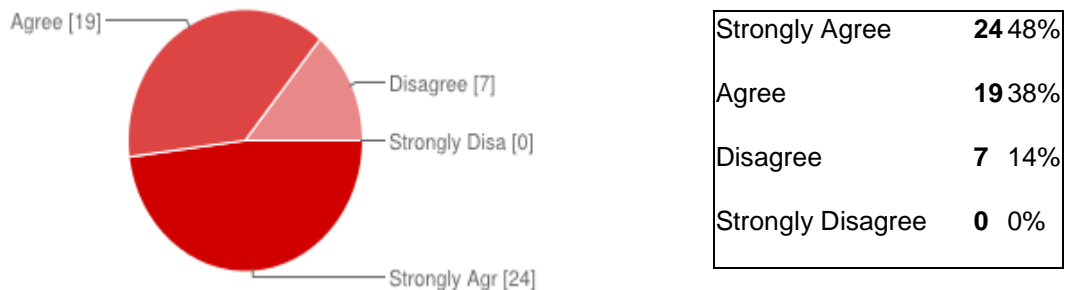 Agree [19]
Disagree [7]
Strongly Disa [0]
Strongly Agr [24]
Strongly Agree 24 48%
Agree 19 38%
Disagree 7 14%
Strongly Disagree 0 0%